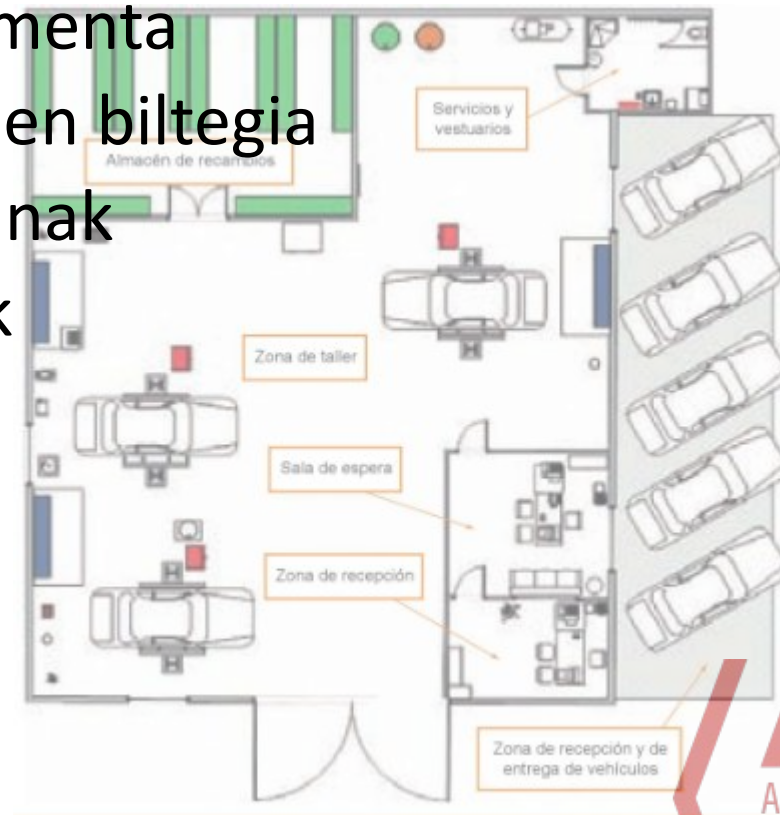 menta
en biltegia
nak
k
Almacén de recambios
Servicios y
vestuarios
Zona de taller
Sala de espera
Zona de recepción
Zona de recepción y de
entrega de vehículos
A